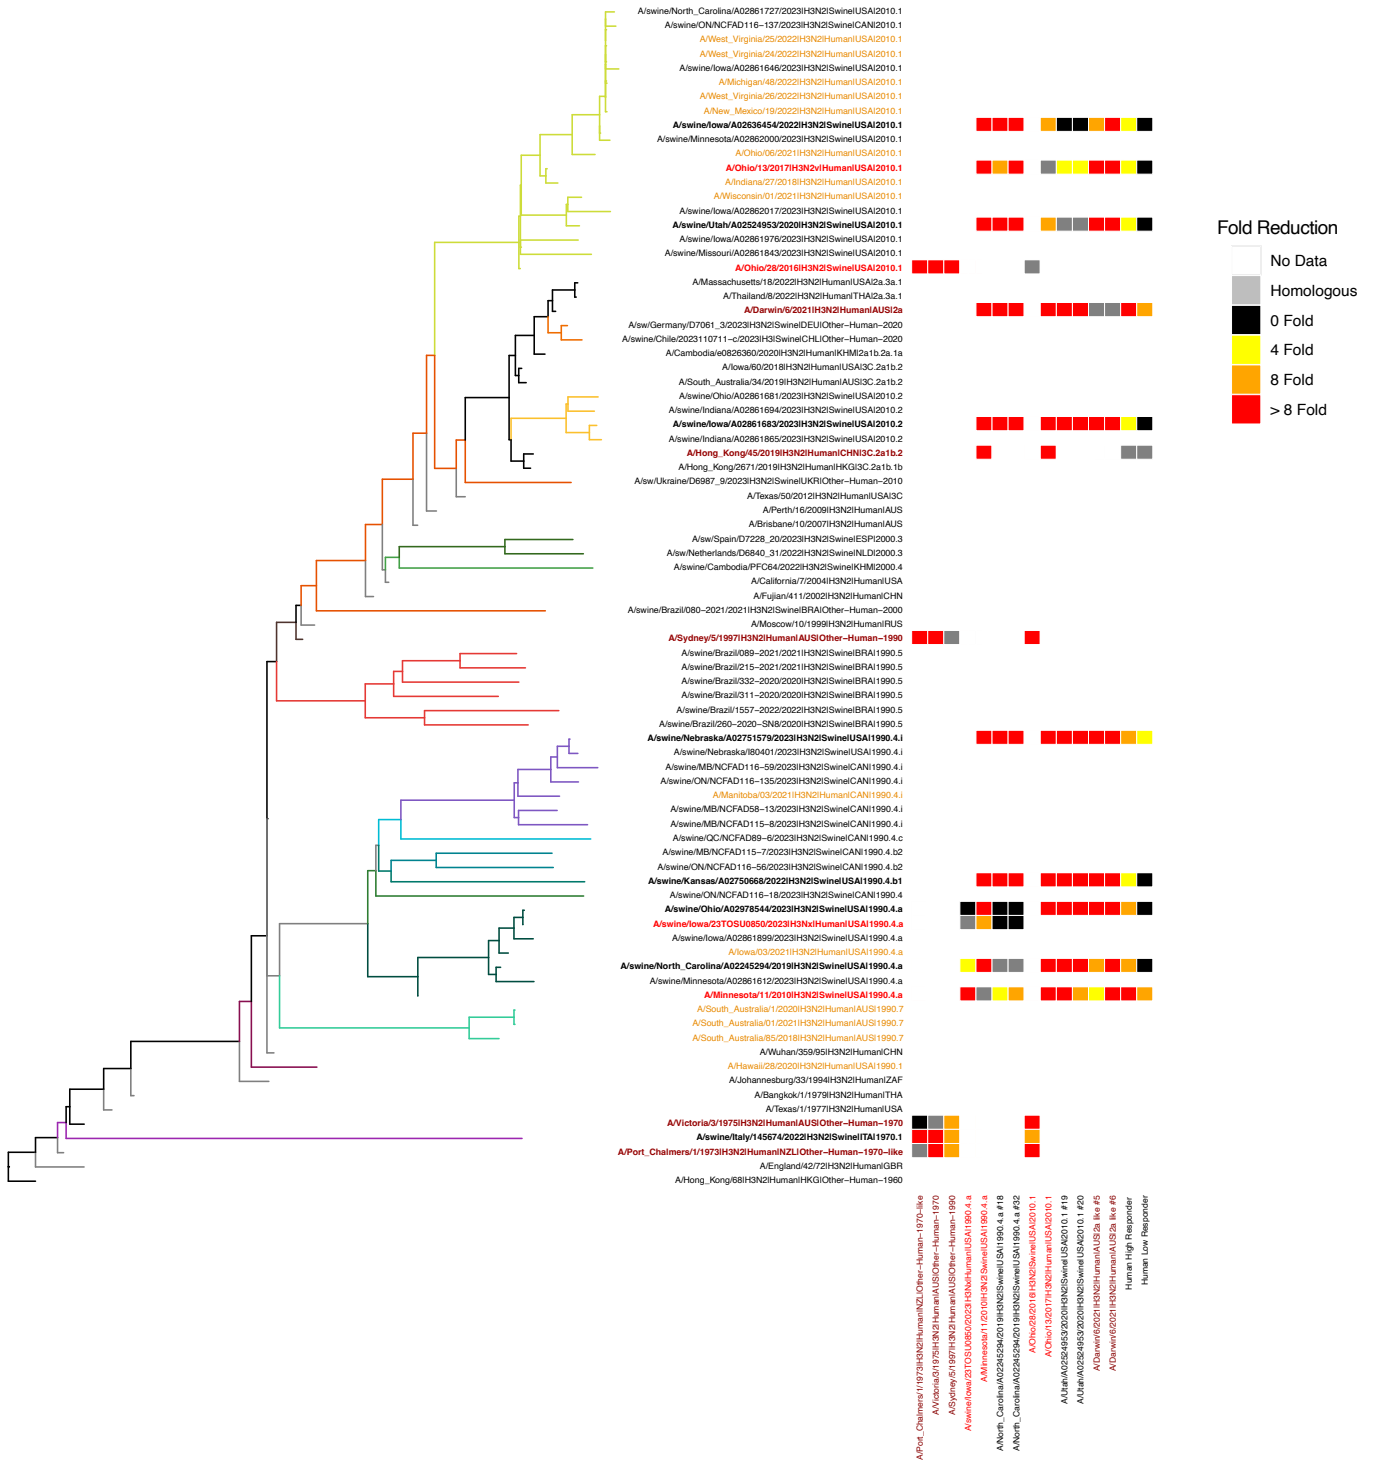 A/swine/North_Carolina/A02861727/2023|H3N2|Swine|USA|2010.1
A/swine/ON/NCFAD116−137/2023|H3N2|Swine|CAN|2010.1
A/West_Virginia/25/2022|H3N2|Human|USA|2010.1
A/West_Virginia/24/2022|H3N2|Human|USA|2010.1
A/swine/Iowa/A02861646/2023|H3N2|Swine|USA|2010.1
A/Michigan/48/2022|H3N2|Human|USA|2010.1
A/West_Virginia/26/2022|H3N2|Human|USA|2010.1
A/New_Mexico/19/2022|H3N2|Human|USA|2010.1
A/swine/Iowa/A02636454/2022|H3N2|Swine|USA|2010.1
A/swine/Minnesota/A02862000/2023|H3N2|Swine|USA|2010.1
A/Ohio/06/2021|H3N2|Human|USA|2010.1
A/Ohio/13/2017|H3N2v|Human|USA|2010.1
A/Indiana/27/2018|H3N2|Human|USA|2010.1
A/Wisconsin/01/2021|H3N2|Human|USA|2010.1
A/swine/Iowa/A02862017/2023|H3N2|Swine|USA|2010.1
A/swine/Utah/A02524953/2020|H3N2|Swine|USA|2010.1
A/swine/Iowa/A02861976/2023|H3N2|Swine|USA|2010.1
A/swine/Missouri/A02861843/2023|H3N2|Swine|USA|2010.1
A/Ohio/28/2016|H3N2|Swine|USA|2010.1
A/Massachusetts/18/2022|H3N2|Human|USA|2a.3a.1
A/Thailand/8/2022|H3N2|Human|THA|2a.3a.1
A/Darwin/6/2021|H3N2|Human|AUS|2a
A/sw/Germany/D7061_3/2023|H3N2|Swine|DEU|Other−Human−2020
A/swine/Chile/2023110711−c/2023|H3|Swine|CHL|Other−Human−2020
A/Cambodia/e0826360/2020|H3N2|Human|KHM|2a1b.2a.1a
A/Iowa/60/2018|H3N2|Human|USA|3C.2a1b.2
A/South_Australia/34/2019|H3N2|Human|AUS|3C.2a1b.2
A/swine/Ohio/A02861681/2023|H3N2|Swine|USA|2010.2
A/swine/Indiana/A02861694/2023|H3N2|Swine|USA|2010.2
A/swine/Iowa/A02861683/2023|H3N2|Swine|USA|2010.2
A/swine/Indiana/A02861865/2023|H3N2|Swine|USA|2010.2
A/Hong_Kong/45/2019|H3N2|Human|CHN|3C.2a1b.2
A/Hong_Kong/2671/2019|H3N2|Human|HKG|3C.2a1b.1b
A/sw/Ukraine/D6987_9/2023|H3N2|Swine|UKR|Other−Human−2010
A/Texas/50/2012|H3N2|Human|USA|3C
A/Perth/16/2009|H3N2|Human|AUS
A/Brisbane/10/2007|H3N2|Human|AUS
A/sw/Spain/D7228_20/2023|H3N2|Swine|ESP|2000.3
A/sw/Netherlands/D6840_31/2022|H3N2|Swine|NLD|2000.3
A/swine/Cambodia/PFC64/2022|H3N2|Swine|KHM|2000.4
A/California/7/2004|H3N2|Human|USA
A/Fujian/411/2002|H3N2|Human|CHN
A/swine/Brazil/080−2021/2021|H3N2|Swine|BRA|Other−Human−2000
A/Moscow/10/1999|H3N2|Human|RUS
A/Sydney/5/1997|H3N2|Human|AUS|Other−Human−1990
A/swine/Brazil/089−2021/2021|H3N2|Swine|BRA|1990.5
A/swine/Brazil/215−2021/2021|H3N2|Swine|BRA|1990.5
A/swine/Brazil/332−2020/2020|H3N2|Swine|BRA|1990.5
A/swine/Brazil/311−2020/2020|H3N2|Swine|BRA|1990.5
A/swine/Brazil/1557−2022/2022|H3N2|Swine|BRA|1990.5
A/swine/Brazil/260−2020−SN8/2020|H3N2|Swine|BRA|1990.5
A/swine/Nebraska/A02751579/2023|H3N2|Swine|USA|1990.4.i
A/swine/Nebraska/I80401/2023|H3N2|Swine|USA|1990.4.i
A/swine/MB/NCFAD116−59/2023|H3N2|Swine|CAN|1990.4.i
A/swine/ON/NCFAD116−135/2023|H3N2|Swine|CAN|1990.4.i
A/Manitoba/03/2021|H3N2|Human|CAN|1990.4.i
A/swine/MB/NCFAD58−13/2023|H3N2|Swine|CAN|1990.4.i
A/swine/MB/NCFAD115−8/2023|H3N2|Swine|CAN|1990.4.i
A/swine/QC/NCFAD89−6/2023|H3N2|Swine|CAN|1990.4.c
A/swine/MB/NCFAD115−7/2023|H3N2|Swine|CAN|1990.4.b2
A/swine/ON/NCFAD116−56/2023|H3N2|Swine|CAN|1990.4.b2
A/swine/Kansas/A02750668/2022|H3N2|Swine|USA|1990.4.b1
A/swine/ON/NCFAD116−18/2023|H3N2|Swine|CAN|1990.4
A/swine/Ohio/A02978544/2023|H3N2|Swine|USA|1990.4.a
A/swine/Iowa/23TOSU0850/2023|H3Nx|Human|USA|1990.4.a
A/swine/Iowa/A02861899/2023|H3N2|Swine|USA|1990.4.a
A/Iowa/03/2021|H3N2|Human|USA|1990.4.a
A/swine/North_Carolina/A02245294/2019|H3N2|Swine|USA|1990.4.a
A/swine/Minnesota/A02861612/2023|H3N2|Swine|USA|1990.4.a
A/Minnesota/11/2010|H3N2|Swine|USA|1990.4.a
A/South_Australia/1/2020|H3N2|Human|AUS|1990.7
A/South_Australia/01/2021|H3N2|Human|AUS|1990.7
A/South_Australia/85/2018|H3N2|Human|AUS|1990.7
A/Wuhan/359/95|H3N2|Human|CHN
A/Hawaii/28/2020|H3N2|Human|USA|1990.1
A/Johannesburg/33/1994|H3N2|Human|ZAF
A/Bangkok/1/1979|H3N2|Human|THA
A/Texas/1/1977|H3N2|Human|USA
A/Victoria/3/1975|H3N2|Human|AUS|Other−Human−1970
A/swine/Italy/145674/2022|H3N2|Swine|ITA|1970.1
A/Port_Chalmers/1/1973|H3N2|Human|NZL|Other−Human−1970−like
A/England/42/72|H3N2|Human|GBR
A/Hong_Kong/68|H3N2|Human|HKG|Other−Human−1960
Fold Reduction
No Data
Homologous
0 Fold
4 Fold
8 Fold
> 8 Fold
A/Port_Chalmers/1/1973|H3N2|Human|NZL|Other−Human−1970−like
A/Victoria/3/1975|H3N2|Human|AUS|Other−Human−1970
A/Sydney/5/1997|H3N2|Human|AUS|Other−Human−1990
A/swine/Iowa/23TOSU0850/2023|H3Nx|Human|USA|1990.4.a
A/Minnesota/11/2010|H3N2|Swine|USA|1990.4.a
A/North_Carolina/A02245294/2019|H3N2|Swine|USA|1990.4.a #18
A/North_Carolina/A02245294/2019|H3N2|Swine|USA|1990.4.a #32
A/Ohio/28/2016|H3N2|Swine|USA|2010.1
A/Ohio/13/2017|H3N2|Human|USA|2010.1
A/Utah/A02524953/2020|H3N2|Swine|USA|2010.1 #19
A/Utah/A02524953/2020|H3N2|Swine|USA|2010.1 #20
A/Darwin/6/2021|H3N2|Human|AUS|2a like #5
A/Darwin/6/2021|H3N2|Human|AUS|2a like #6
Human High Responder
Human Low Responder